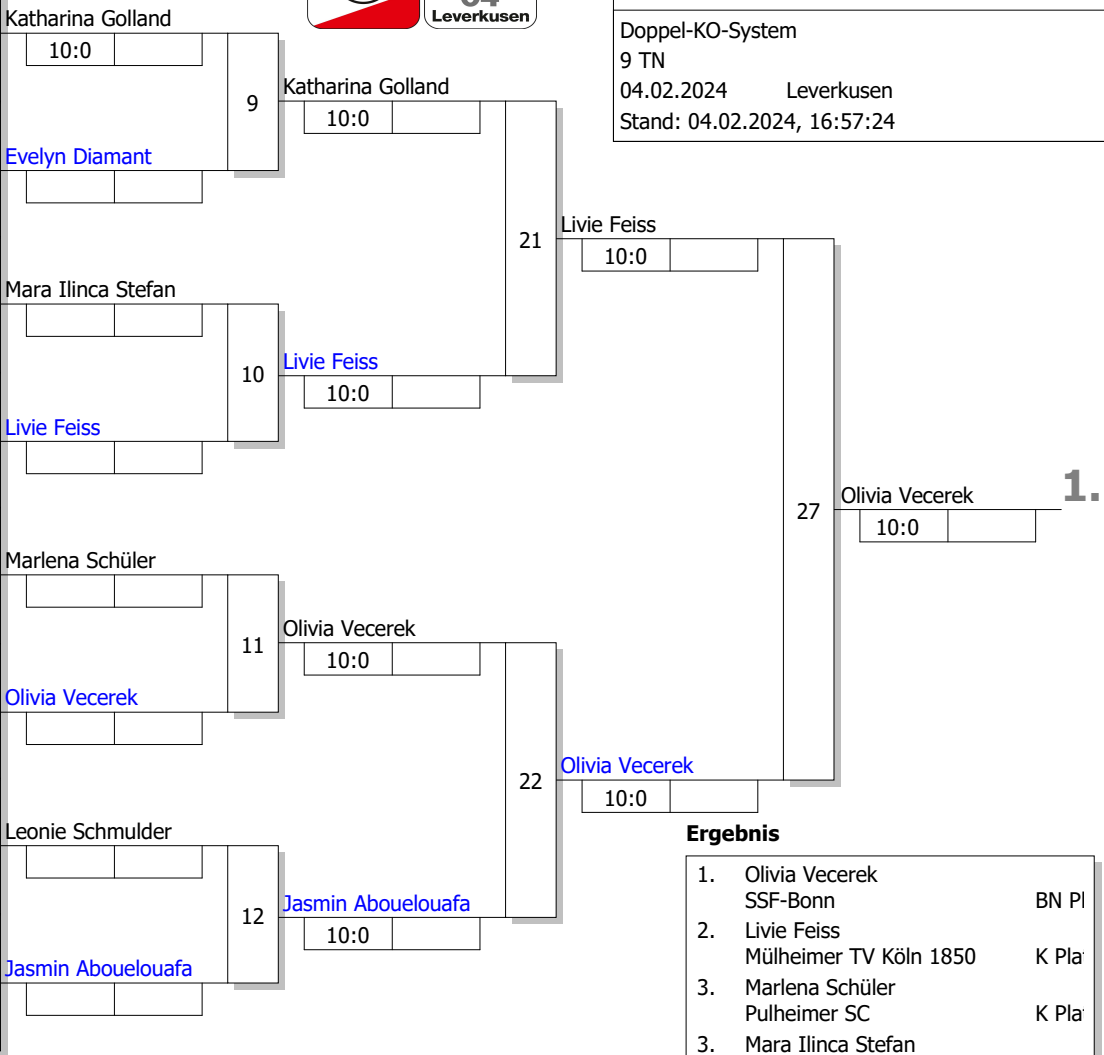 Katharina Golland
10:0
9
Evelyn Diamant
Katharina Golland
10:0
Leverkusen
Doppel-KO-System
9 TN
04.02.2024 Leverkusen
Stand: 04.02.2024, 16:57:24
21
Livie Feiss
10:0
Mara Ilinca Stefan
10
Livie Feiss
10:0
Livie Feiss
27
Olivia Vecerek
10:0
1.
Marlena Schüler
11
Olivia Vecerek
10:0
Olivia Vecerek
22
Olivia Vecerek
10:0
Leonie Schmulder
12
Jasmin Abouelouafa
10:0
Jasmin Abouelouafa
Ergebnis
1. Olivia Vecerek
SSF-Bonn BN
2. Livie Feiss
Mülheimer TV Köln 1850 K
3. Marlena Schüler
Pulheimer SC K
3. Mara Ilinca Stefan